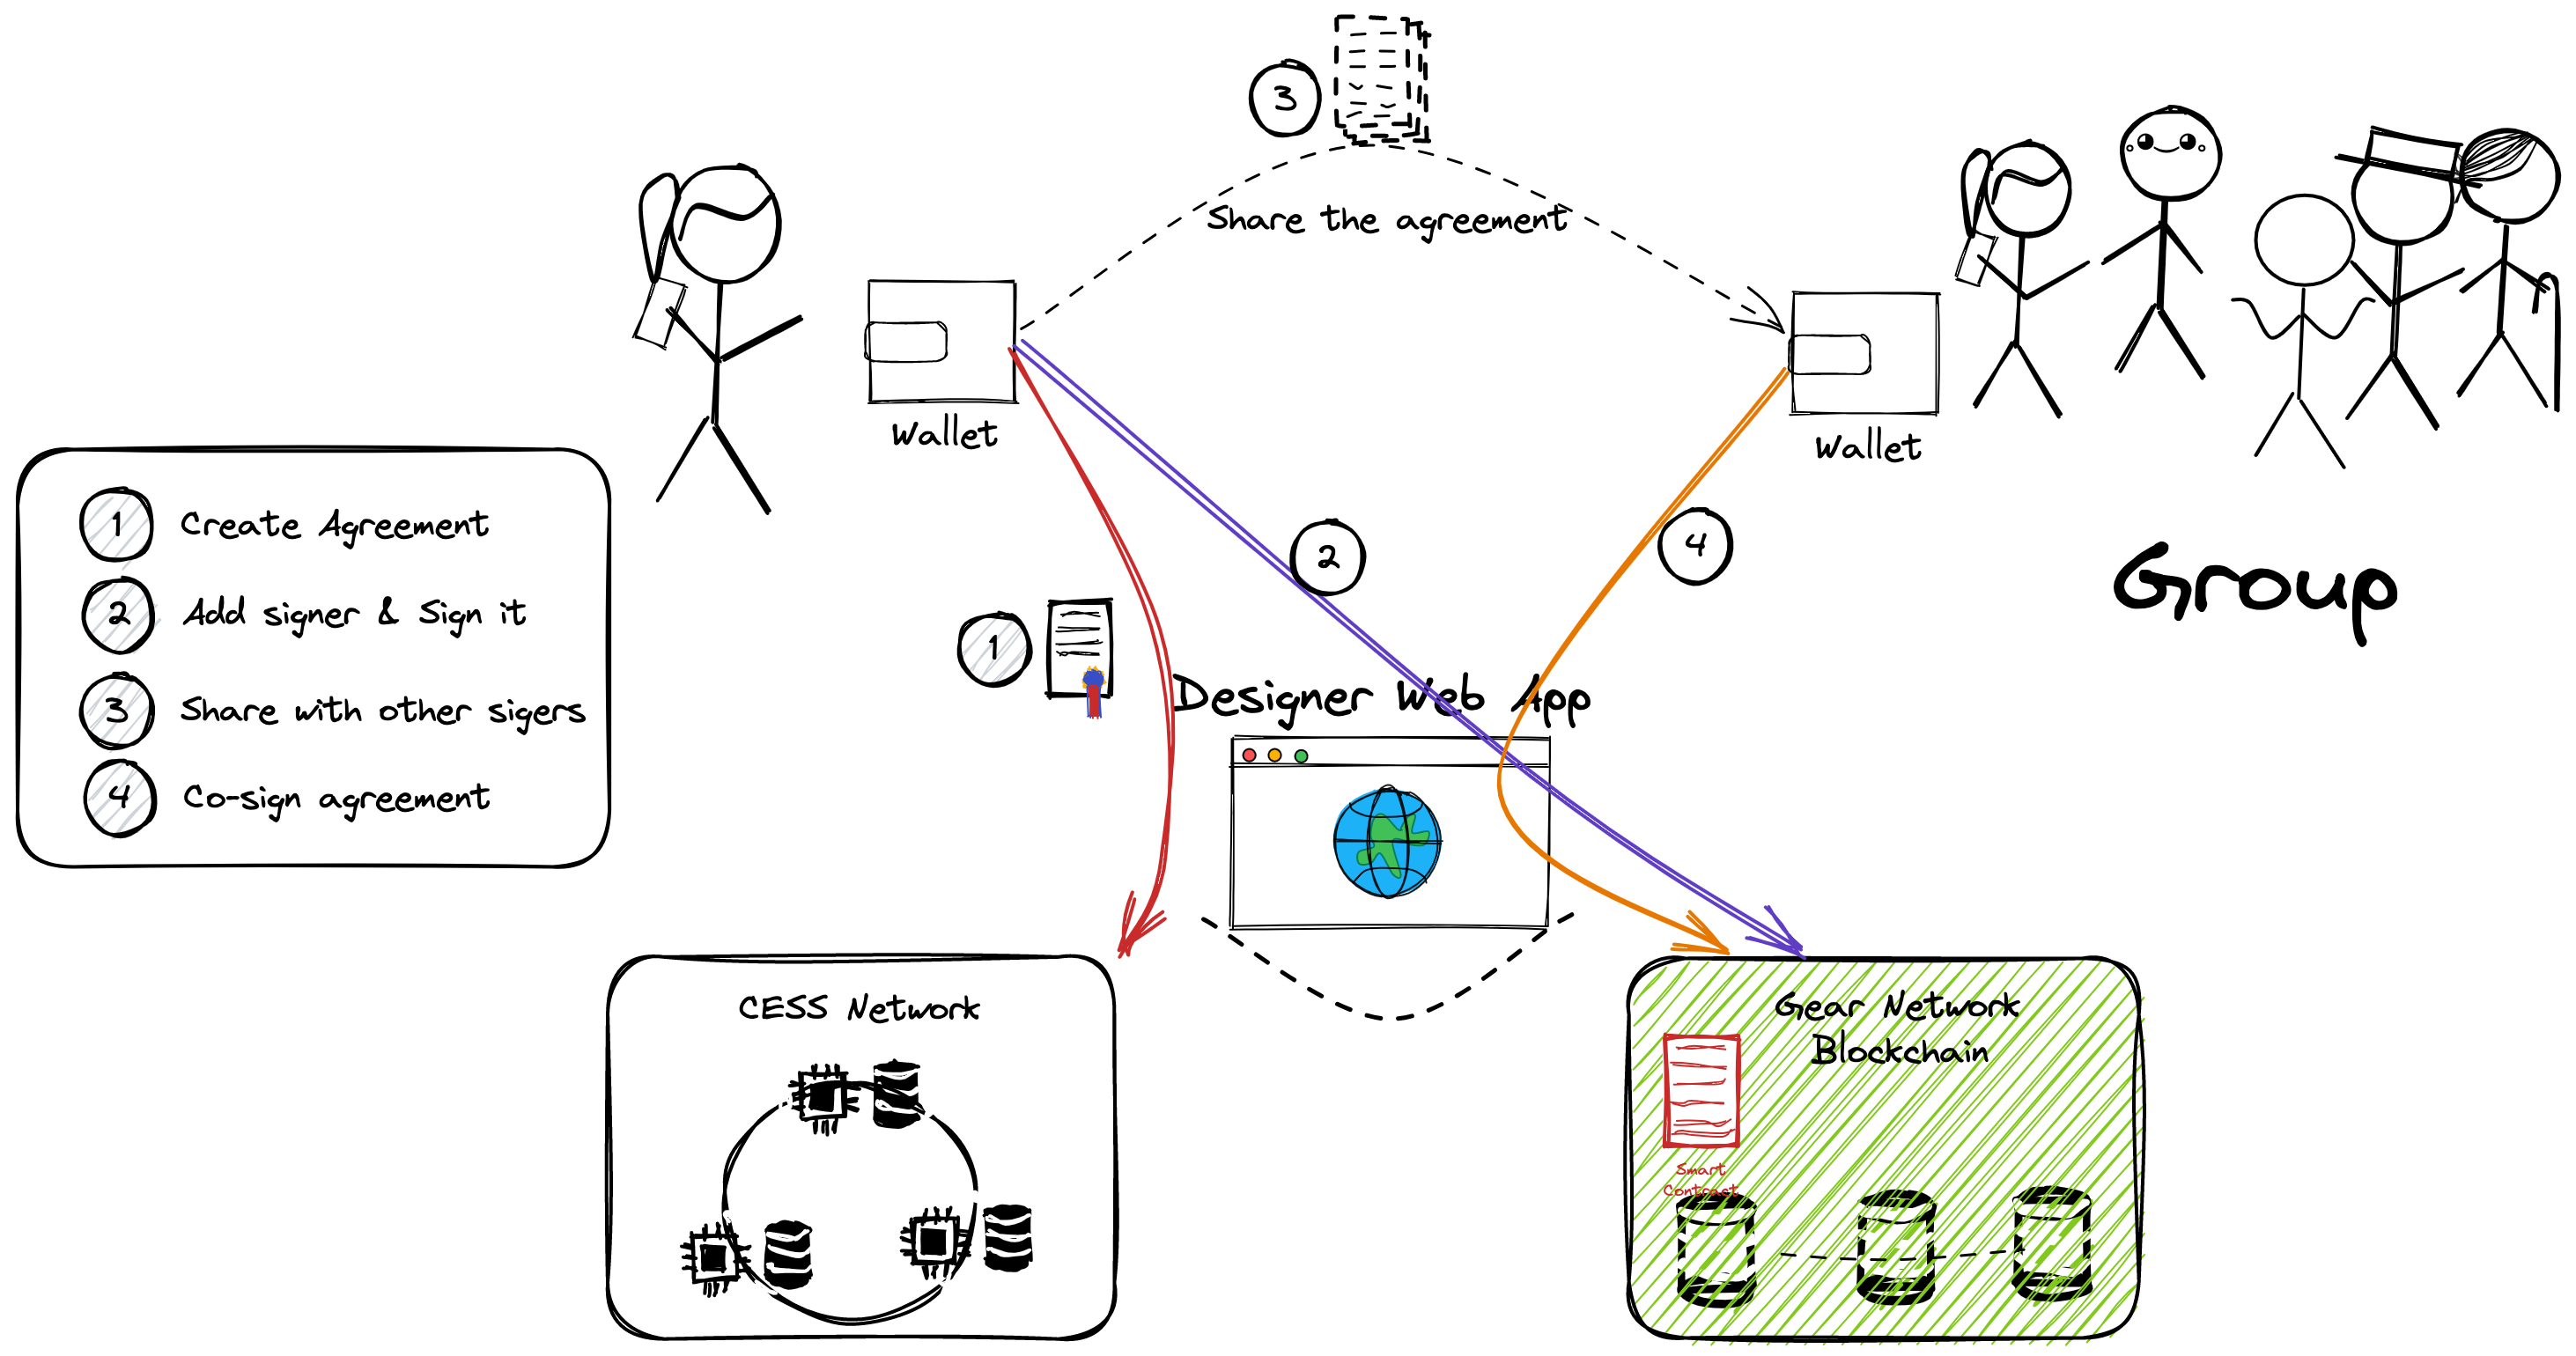 3
Share the agreement
Wallet
Wallet
1 Create Agreement
2 Add signer & Sign it
3 Share with other sigers
4 Co-sign agreement
2
4
Group
1
Designer Web App
CESS Network
Gear Network
Blockchain
Smart
Contract